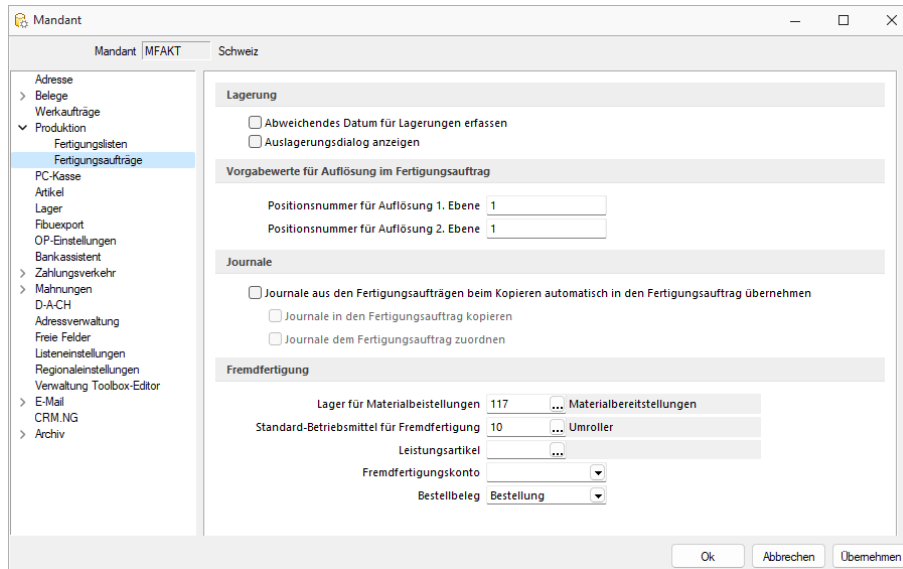 Mandant
Mandant MFAKT Schweiz
Adresse
Belege
Werkaufträge
Produktion
Fertigungslisten
Fertigungsaufträge
PC-Kasse
Artikel
Lager
Fibuexport
OP-Einstellungen
Bankassistent
Zahlungsverkehr
Mahnungen
D-A-CH
Adressverwaltung
Freie Felder
Listeneinstellungen
Regionaleinstellungen
Verwaltung Toolbox-Editor
E-Mail
CRM.NG
Archiv
Lagerung
Abweichendes Datum für Lagerungen erfassen
Auslagerungsdialog anzeigen
Vorgabewerte für Auflösung im Fertigungsauftrag
Positionsnummer für Auflösung 1. Ebene 1
Positionsnummer für Auflösung 2. Ebene 1
Journale
Journale aus den Fertigungsaufträgen beim Kopieren automatisch in den Fertigungsauftrag übernehmen
Journale in den Fertigungsauftrag kopieren
Journale dem Fertigungsauftrag zuordnen
Fremdfertigung
Lager für Materialbeistellungen 117 ... Materialbereitstellungen
Standard-Betriebsmittel für Fremdfertigung 10 ... Umroller
Leistungsartikel ...
Fremdfertigungskonto
Bestellbeleg Bestellung
Ok Abbrechen Übernehmen